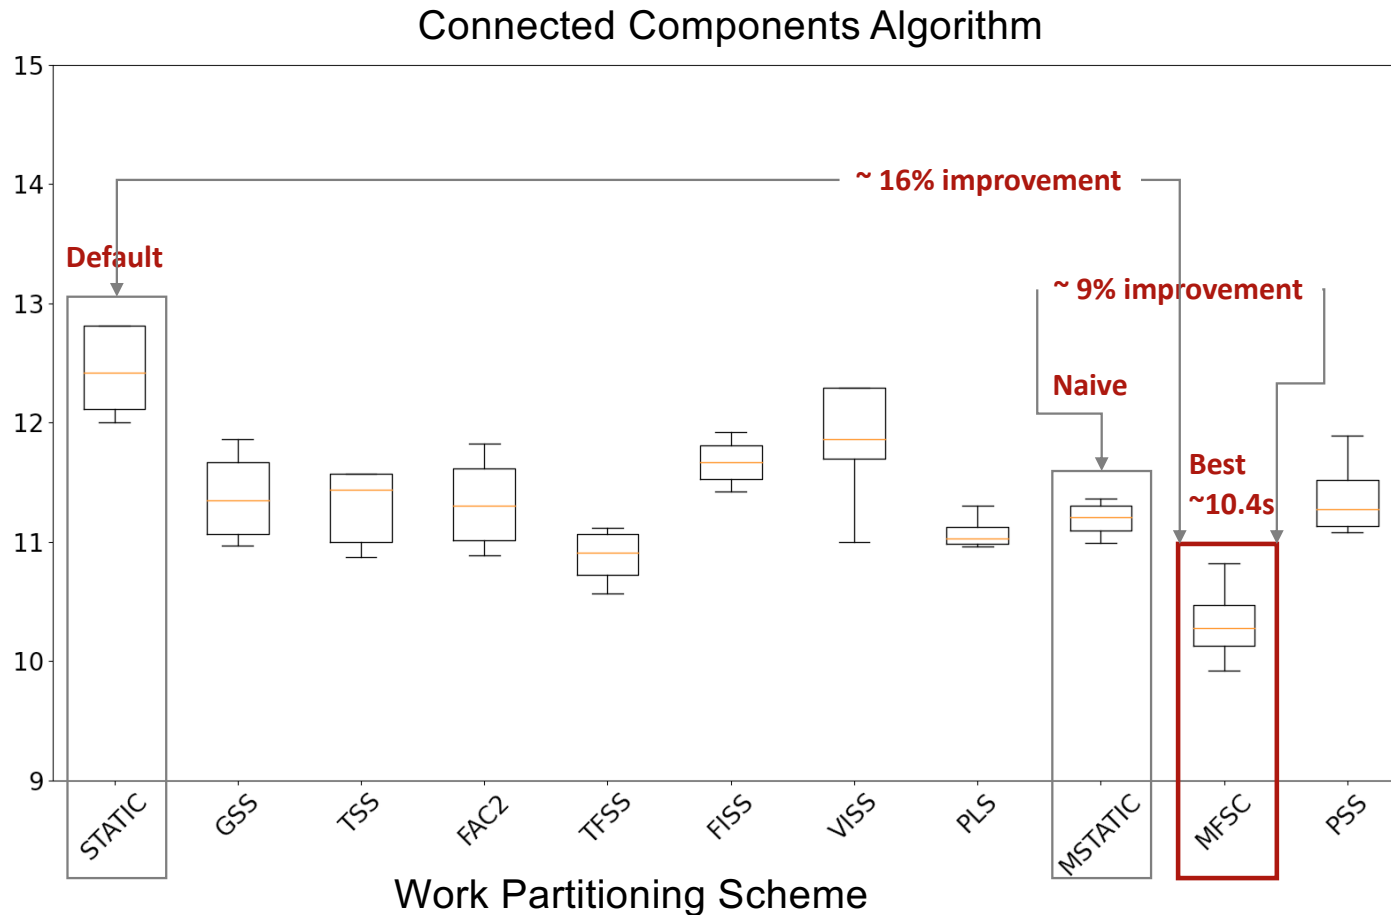 Connected Components Algorithm
15
14
13
12
11
10
9
~ 16% improvement
Default
~ 9% improvement
Naive
Best
~10.4s
STATIC
GSS
TSS
FAC2
TFSS
FISS
VISS
PLS
MSTATIC
MFSC
PSS
Work Partitioning Scheme